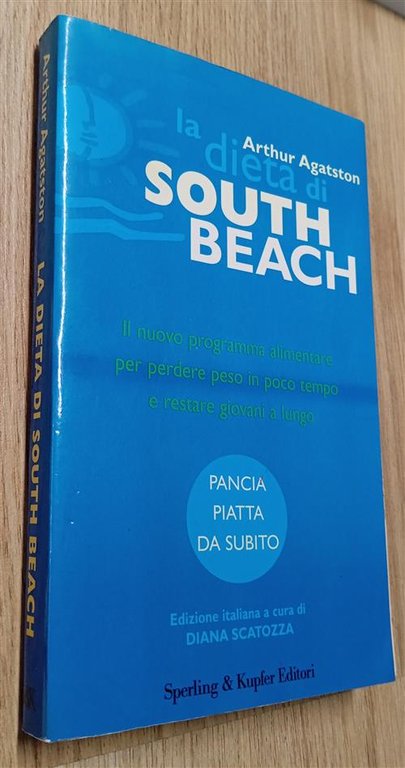 Arthur Agatston
la dieta di
SOUTH
BEACH
Il nuovo programma alimentare
per perdere peso in poco tempo
e restare giovani a lungo
PANCIA
PIATTA
DA SUBITO
Edizione italiana a cura di
DIANA SCATOZZA
Sperling & Kupfer Editori
Arthur Agatston LA DIETA DI SOUTH BEACH